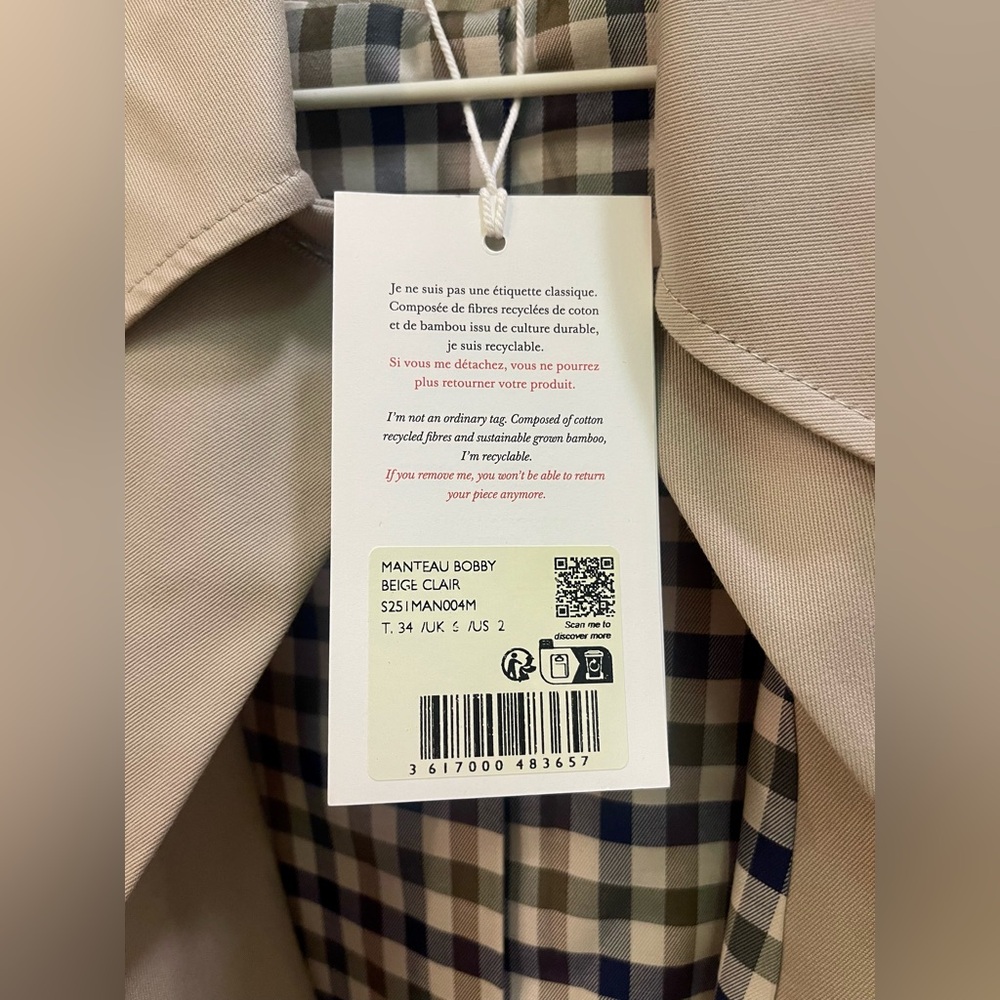 Je ne suis pas une étiquette classique.
Composée de fibres recyclées de coton
et de bambou issu de culture durable,
je suis recyclable.
Si vous me détachez, vous ne pourrez
plus retourner votre produit.
I'm not an ordinary tag. Composed of cotton
recycled fibres and sustainable grown bamboo,
I'm recyclable.
If you remove me, you won't be able to return
your piece anymore.
MANTEAU BOBBY
BEIGE CLAIR
S251MAN004M
T. 34 /UK /US 2
Scan me to
discover more
3 617000 483657